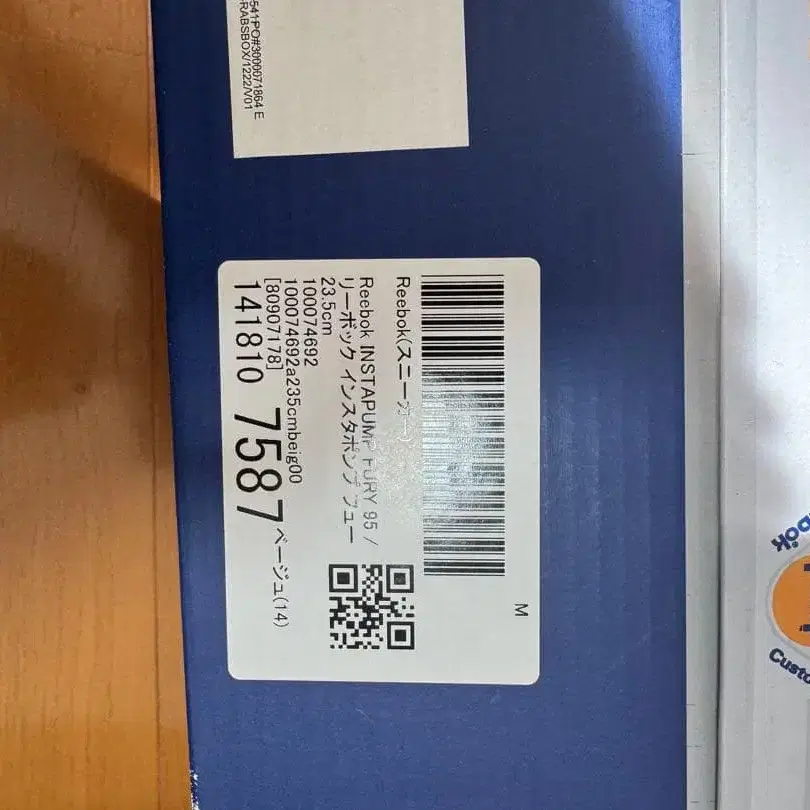 541PO#3000071864 E
-RABSBOX/1222/V01
M
Reebok(スニーカー)
Reebok INSTAPUMP FURY 95 /
リーボック インスタポンプ フュー
23.5cm
100074692
100074692a235cmbeig00
[80907178]
141810 7587 ベージュ(14)
bok
Custo